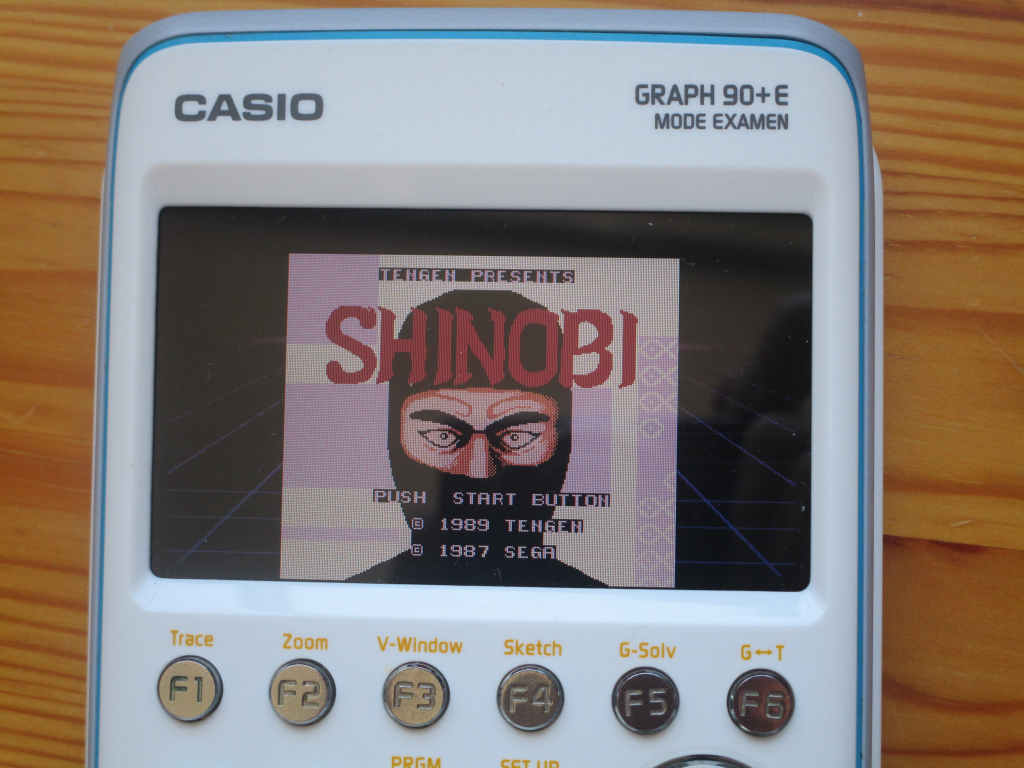 CASIO
GRAPH 90+E
MODE EXAMEN
TENGEN PRESENTS
SHINOBI
PUSH START BUTTON
© 1989 TENGEN
© 1987 SEGA
Trace Zoom V-Window Sketch G-Solv G↔T
F1 F2 F3 F4 F5 F6
PRGM SET UP